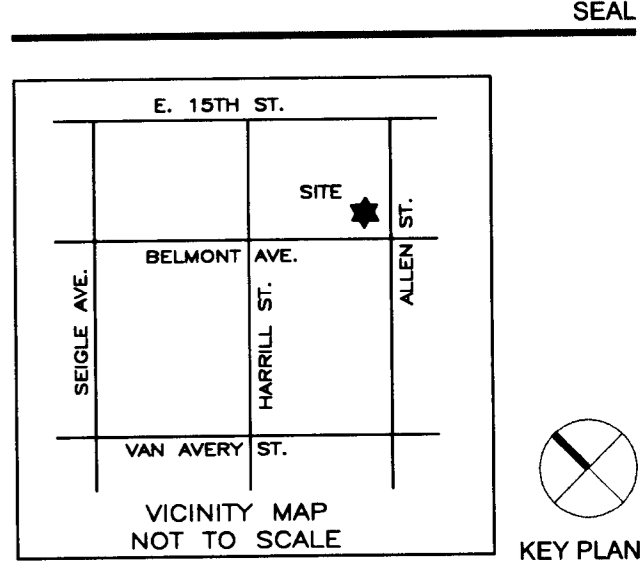 SEAL
E. 15TH ST.
SITE
ALLEN ST.
BELMONT AVE.
SEIGLE AVE.
HARRILL ST.
VAN AVERY ST.
VICINITY MAP
NOT TO SCALE
KEY PLAN